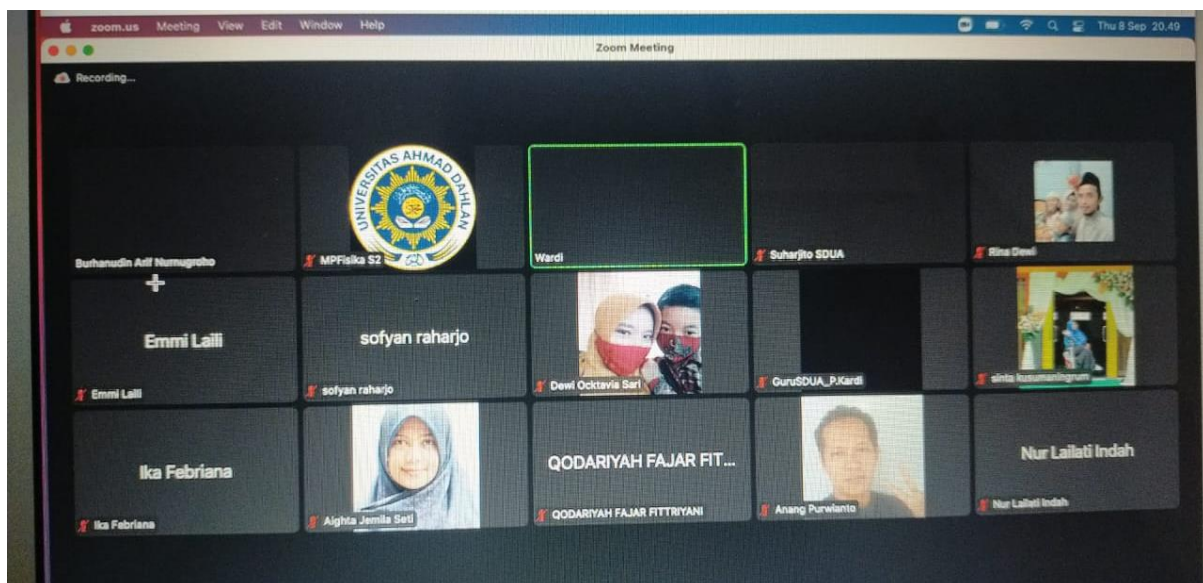 zoom.us Meeting View Edit Window Help Thu 8 Sep 20.49
Zoom Meeting
Recording...
UNIVERSITAS AHMAD DAHLAN
Burhanudin Arif Nurnugroho
MPFisika S2
Wardi
Suharjito SDUA
Rina Dewi
Emmi Laili
Emmi Laili
sofyan raharjo
sofyan raharjo
Dewi Ocktavia Sari
GuruSDUA_P.Kardi
sinta kusumaningrum
Ika Febriana
Ika Febriana
Aighta Jemila Seti
QODARIYAH FAJAR FIT...
QODARIYAH FAJAR FITTRIYANI
Anang Purwianto
Nur Lailati Indah
Nur Lailati Indah